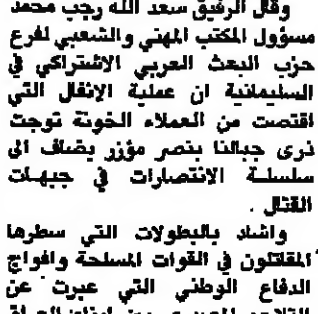 وقال الرفيق سعد الله رجب محمد
مسؤول المكتب المهني والشعبي لفرع
حزب البعث العربي الاشتراكي في
السليمانية ان عملية الانفال التي
اقتصت من العملاء الخونة توجت
ذرى جبالنا بنصر مؤزر يضاف الى
سلسلة الانتصارات في جبهات
القتال .
واشاد بالبطولات التي سطرها
المقاتلون في القوات المسلحة وافواج
الدفاع الوطني التي عبرت عن